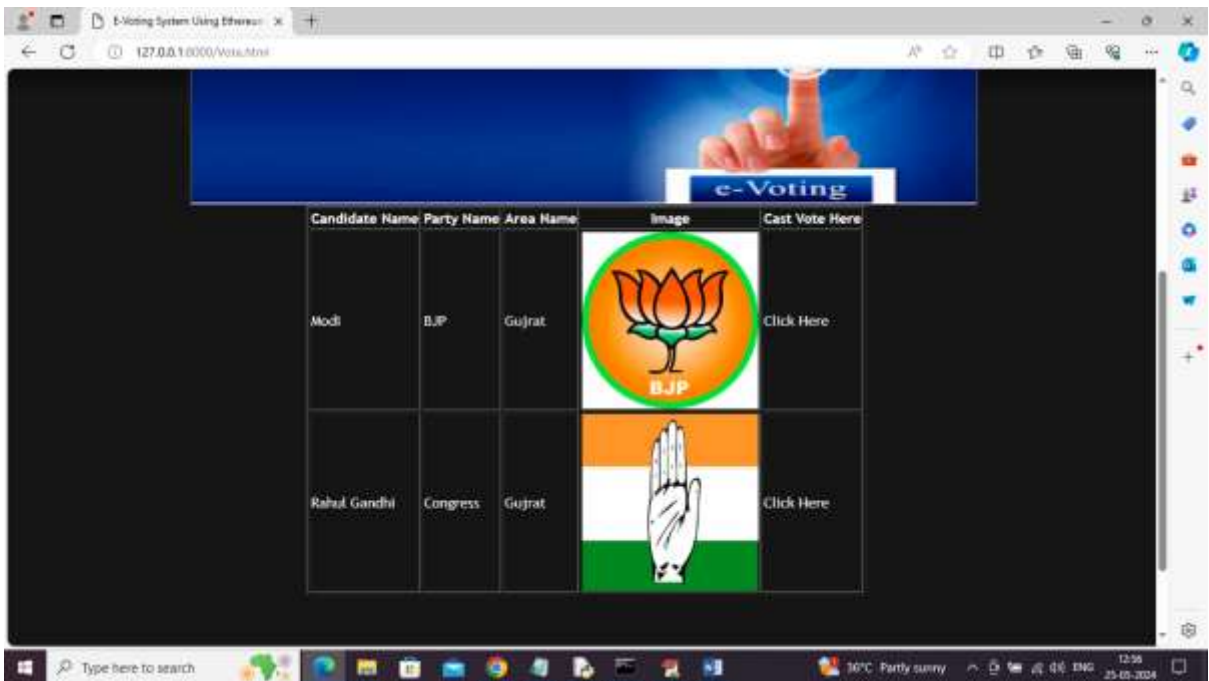 E-Voting System Using Ethereum
127.0.0.1:8000/Vote.html
e-Voting
Candidate Name Party Name Area Name Image Cast Vote Here
Modi BJP Gujrat Click Here
BJP
Rahul Gandhi Congress Gujrat Click Here
Type here to search
36°C Partly sunny
ENG
12:56
25-05-2024